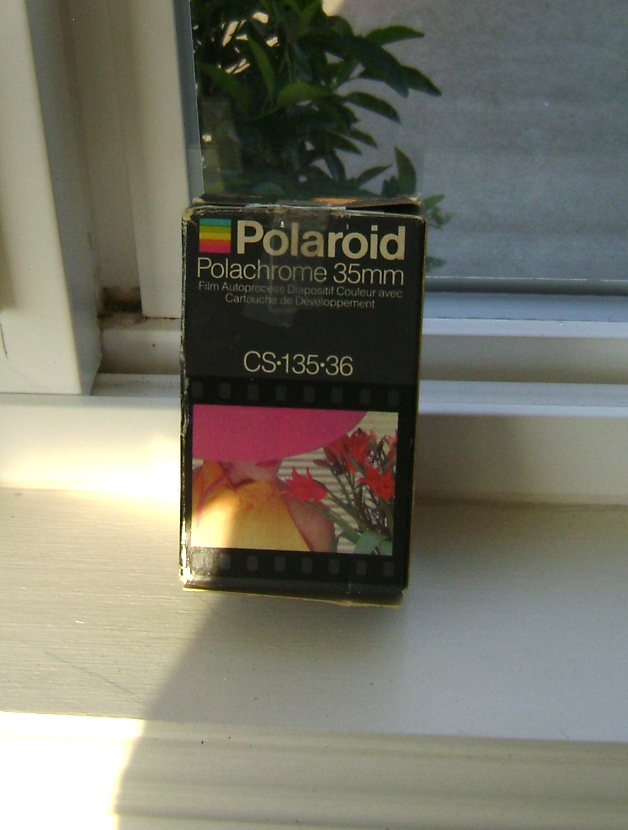 Polaroid
Polachrome 35mm
Film Autoprocess Diapositif Couleur avec
Cartouche de Developpement
CS·135·36